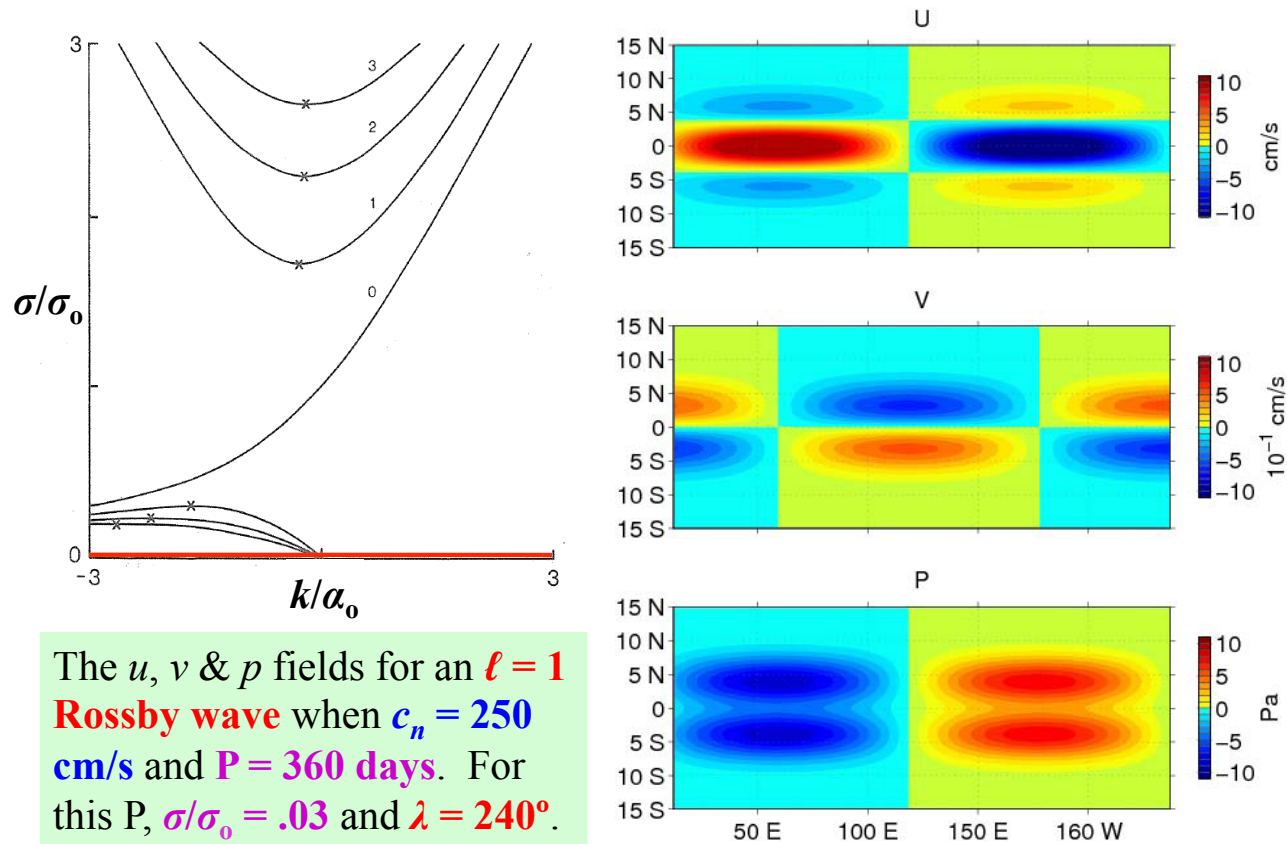 3
3
2
1
0
σ/σo
0
-3
3
k/αo
The u, v & p fields for an ℓ = 1
Rossby wave when cn = 250
cm/s and P = 360 days. For
this P, σ/σo = .03 and λ = 240º.
U
15 N
10 N
5 N
0
5 S
10 S
15 S
10
5
0
−5
−10
cm/s
V
15 N
10 N
5 N
0
5 S
10 S
15 S
10
5
0
−5
−10
10⁻¹ cm/s
P
15 N
10 N
5 N
0
5 S
10 S
15 S
50 E
100 E
150 E
160 W
10
5
0
−5
−10
Pa